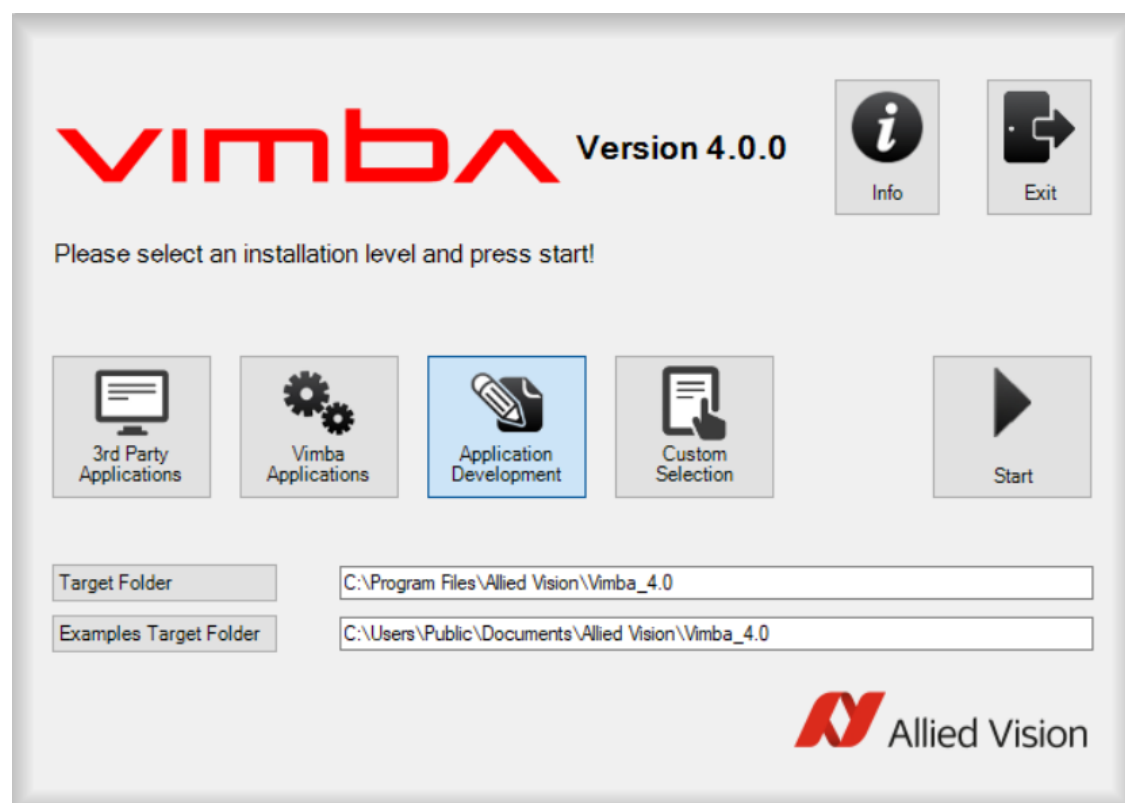 vimba Version 4.0.0
Info
Exit
Please select an installation level and press start!
3rd Party
Applications
Vimba
Applications
Application
Development
Custom
Selection
Start
Target Folder
C:\Program Files\Allied Vision\Vimba_4.0
Examples Target Folder
C:\Users\Public\Documents\Allied Vision\Vimba_4.0
Allied Vision